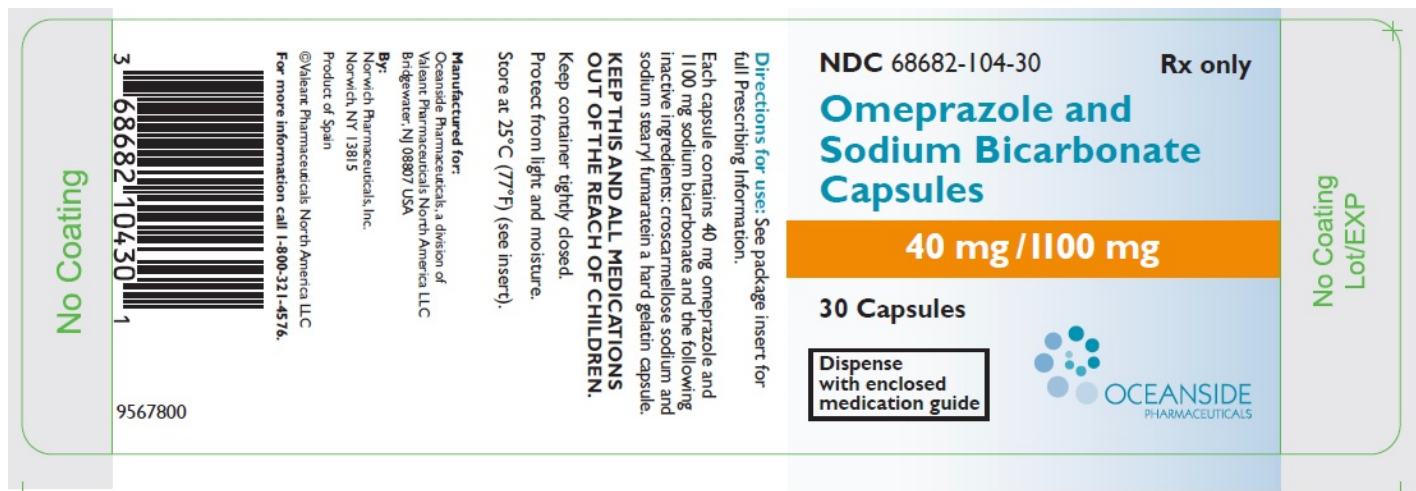 NDC 68682-104-30 Rx only
Omeprazole and
Sodium Bicarbonate
Capsules
40 mg/1100 mg
30 Capsules
Dispense
with enclosed
medication guide
OCEANSIDE
PHARMACEUTICALS
Directions for use: See package insert for
full Prescribing Information.
Each capsule contains 40 mg omeprazole and
1100 mg sodium bicarbonate and the following
inactive ingredients: croscarmellose sodium and
sodium stearyl fumaratein a hard gelatin capsule.
KEEP THIS AND ALL MEDICATIONS
OUT OF THE REACH OF CHILDREN.
Keep container tightly closed.
Protect from light and moisture.
Store at 25°C (77°F) (see insert).
Manufactured for:
Oceanside Pharmaceuticals, a division of
Valeant Pharmaceuticals North America LLC
Bridgewater, NJ 08807 USA
By:
Norwich Pharmaceuticals, Inc.
Norwich, NY 13815
Product of Spain
©Valeant Pharmaceuticals North America LLC
For more information call 1-800-321-4576.
3 68682 10430 1
9567800
No Coating
No Coating
Lot/EXP